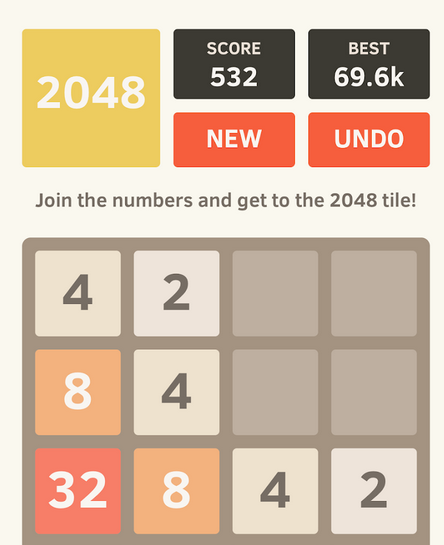 2048
SCORE
532
BEST
69.6k
NEW
UNDO
Join the numbers and get to the 2048 tile!
4 2
8 4
32 8 4 2